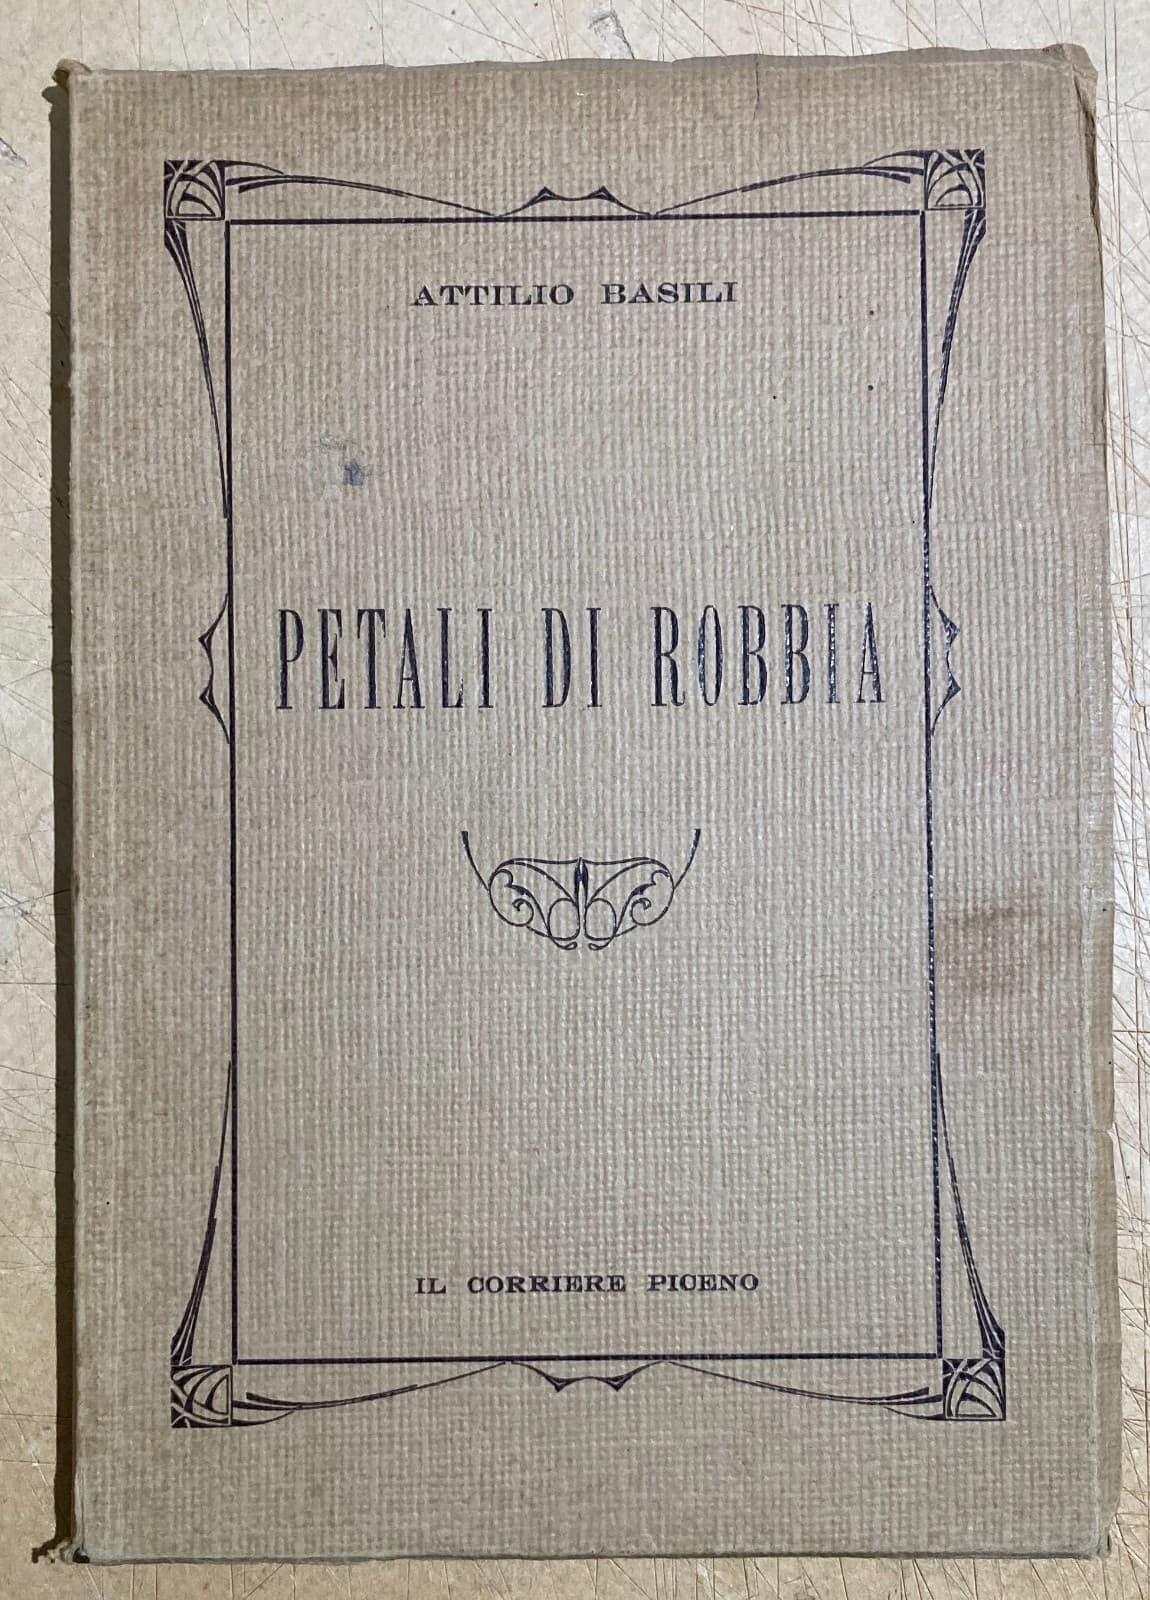 ATTILIO BASILI
PETALI DI ROBBIA
IL CORRIERE PICENO